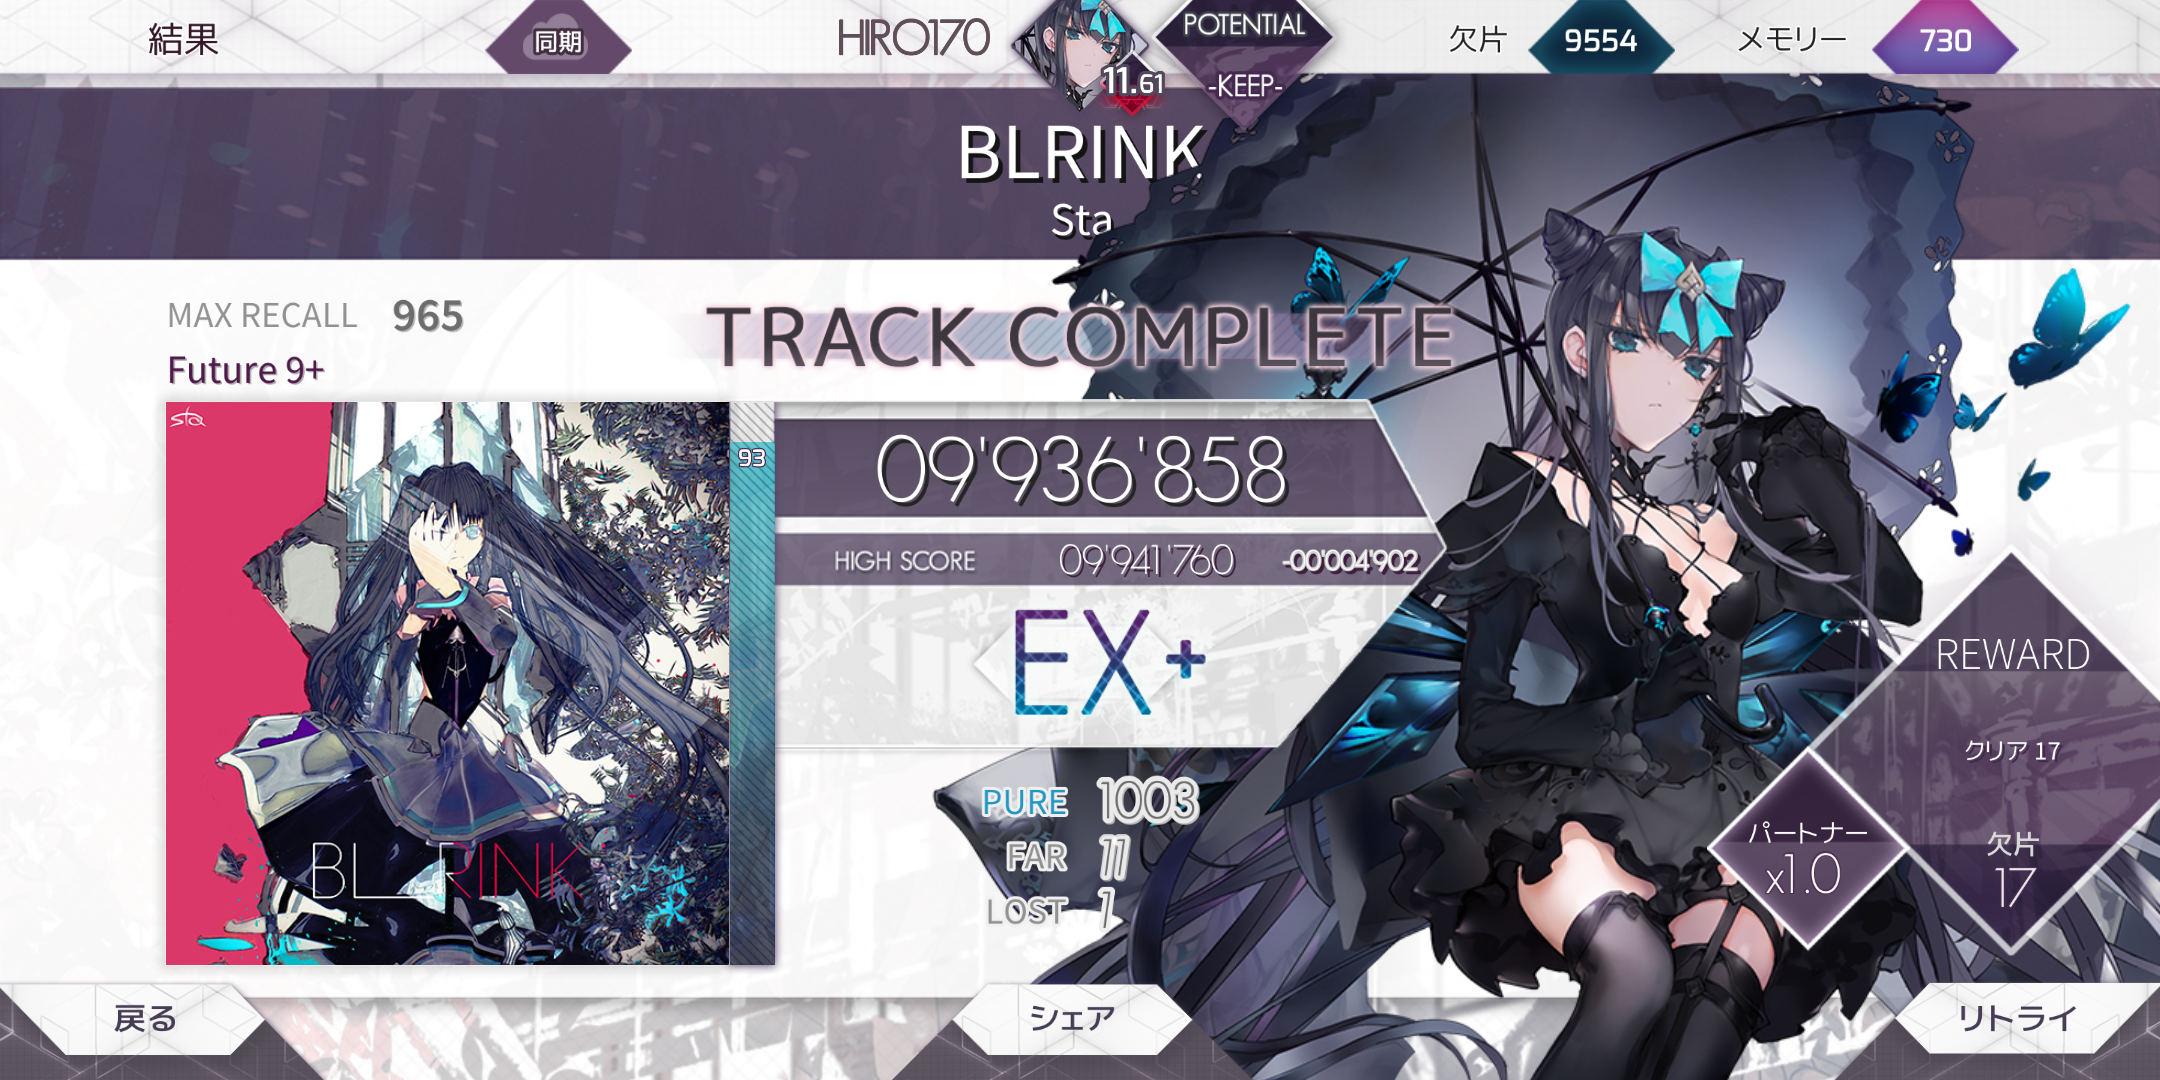 結果
同期
HIRO170
11.61
POTENTIAL
-KEEP-
欠片
9554
メモリー
730
BLRINK
Sta
MAX RECALL 965
TRACK COMPLETE
Future 9+
sta
93
09'936'858
HIGH SCORE 09'941'760 -00'004'902
EX+
BLRINK
PURE 1003
FAR 11
LOST 1
REWARD
クリア 17
パートナー
x1.0
欠片
17
戻る
シェア
リトライ